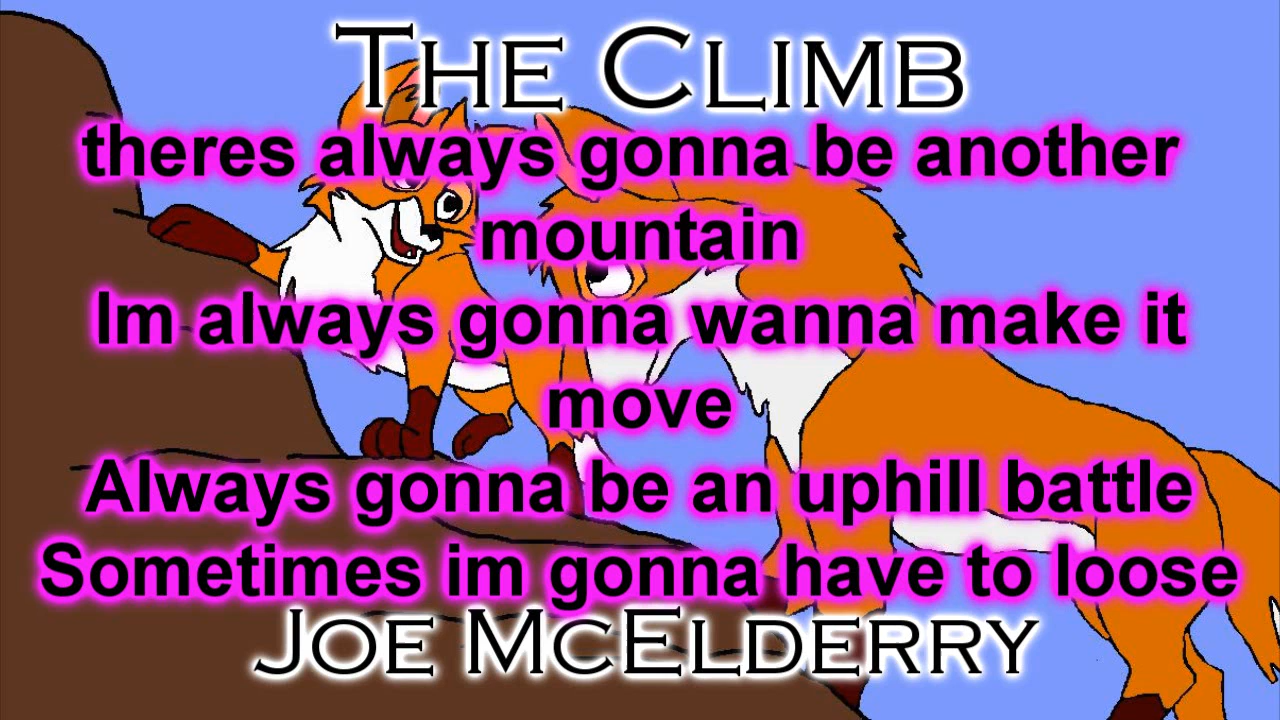 The Climb
theres always gonna be another
mountain
Im always gonna wanna make it
move
Always gonna be an uphill battle
Sometimes im gonna have to loose
Joe McElderry